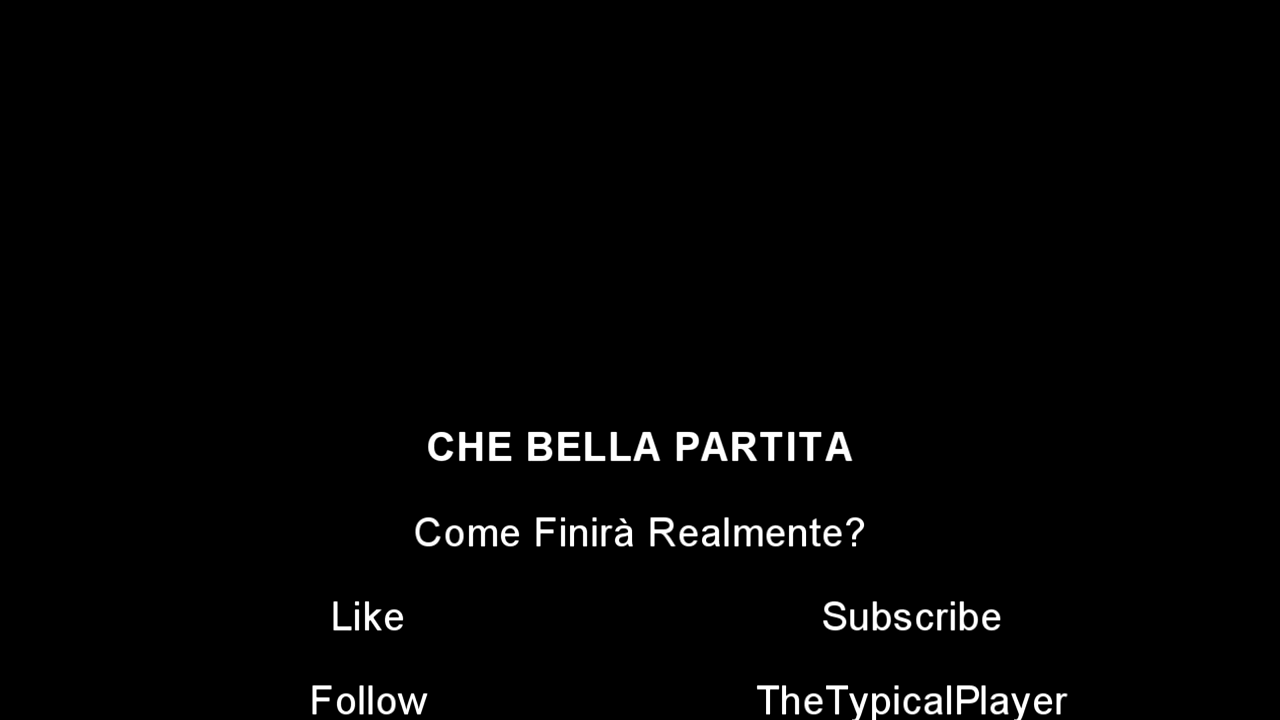 CHE BELLA PARTITA
Come Finirà Realmente?
Like Subscribe
Follow TheTypicalPlayer